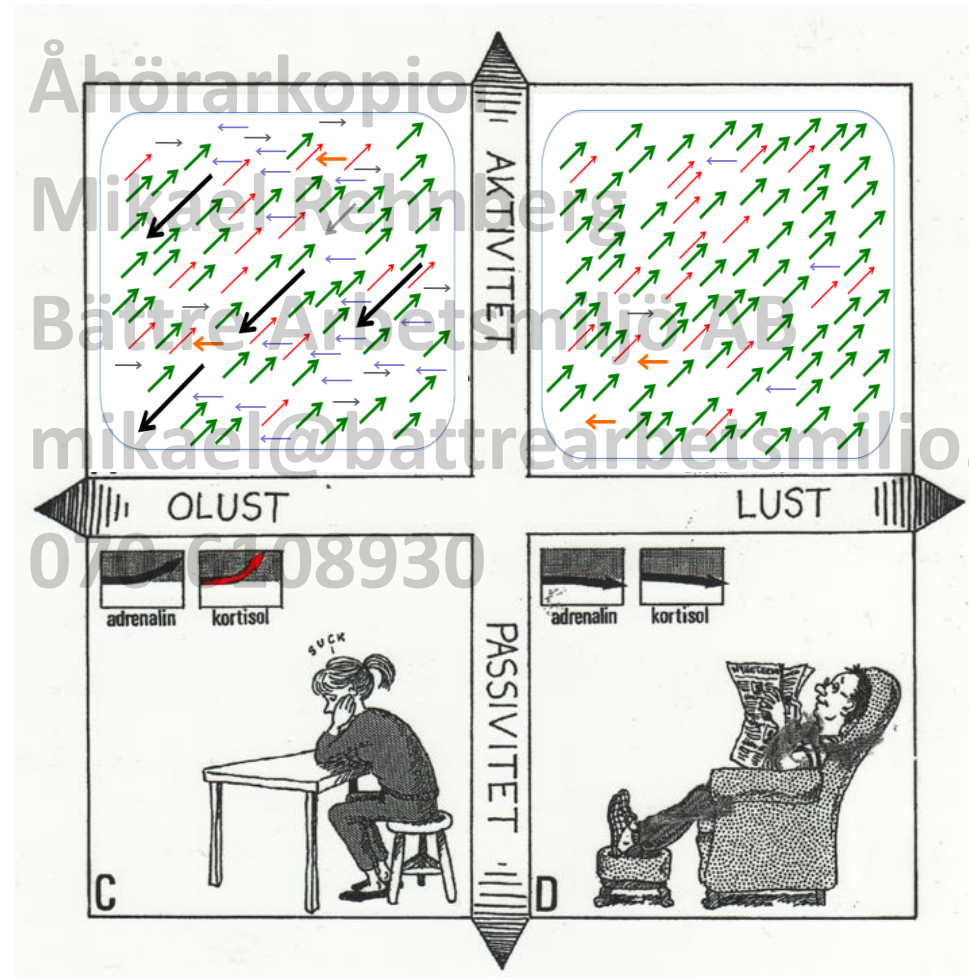 Åhörarkopior
Mikael Rehnberg
Bättre Arbetsmiljö AB
mikael@battrearbetsmiljo.
070-6108930
AKTIVITET
OLUST
LUST
PASSIVITET
adrenalin
kortisol
SUCK
C
adrenalin
kortisol
D